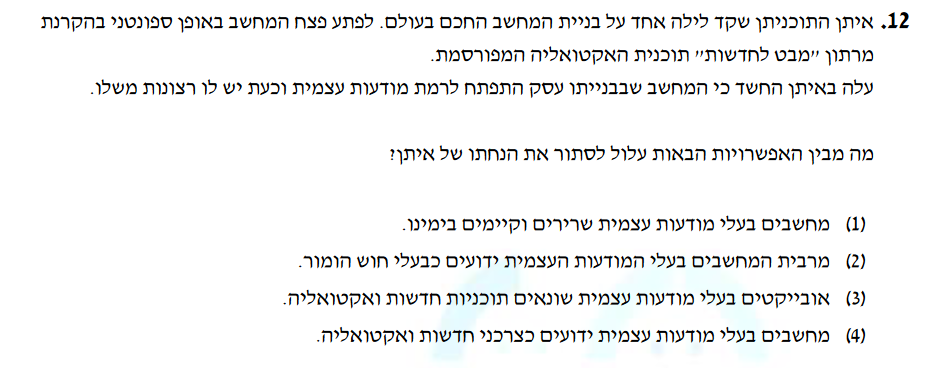 12. איתן התוכניתן שקד לילה אחד על בניית המחשב החכם בעולם. לפתע פצח המחשב באופן ספונטני בהקרנת
מרתון "מבט לחדשות" תוכנית האקטואליה המפורסמת.
עלה באיתן החשד כי המחשב שבבנייתו עסק התפתח לרמת מודעות עצמית וכעת יש לו רצונות משלו.
מה מבין האפשרויות הבאות עלול לסתור את הנחתו של איתן?
(1) מחשבים בעלי מודעות עצמית שרירים וקיימים בימינו.
(2) מרבית המחשבים בעלי המודעות העצמית ידועים כבעלי חוש הומור.
(3) אובייקטים בעלי מודעות עצמית שונאים תוכניות חדשות ואקטואליה.
(4) מחשבים בעלי מודעות עצמית ידועים כצרכני חדשות ואקטואליה.